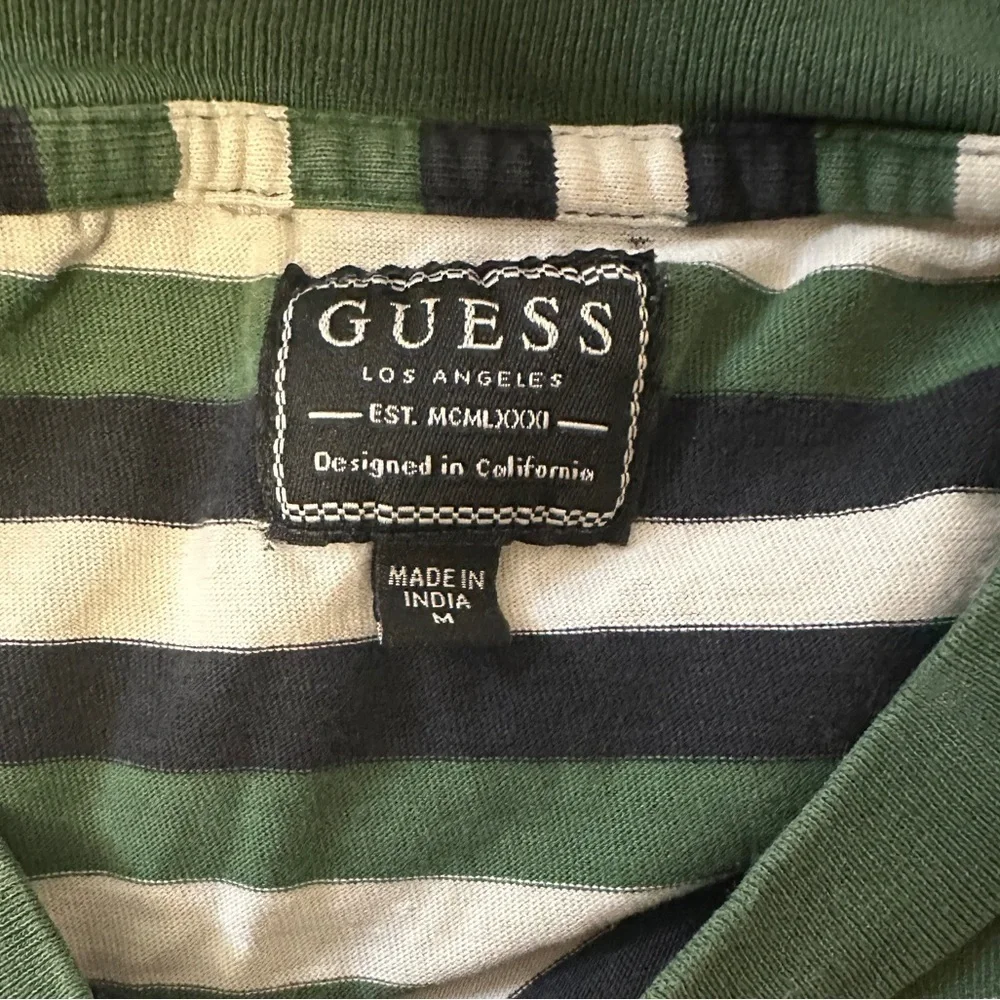 GUESS
LOS ANGELES
EST. MCMLXXXI
Designed in California
MADE IN
INDIA
M